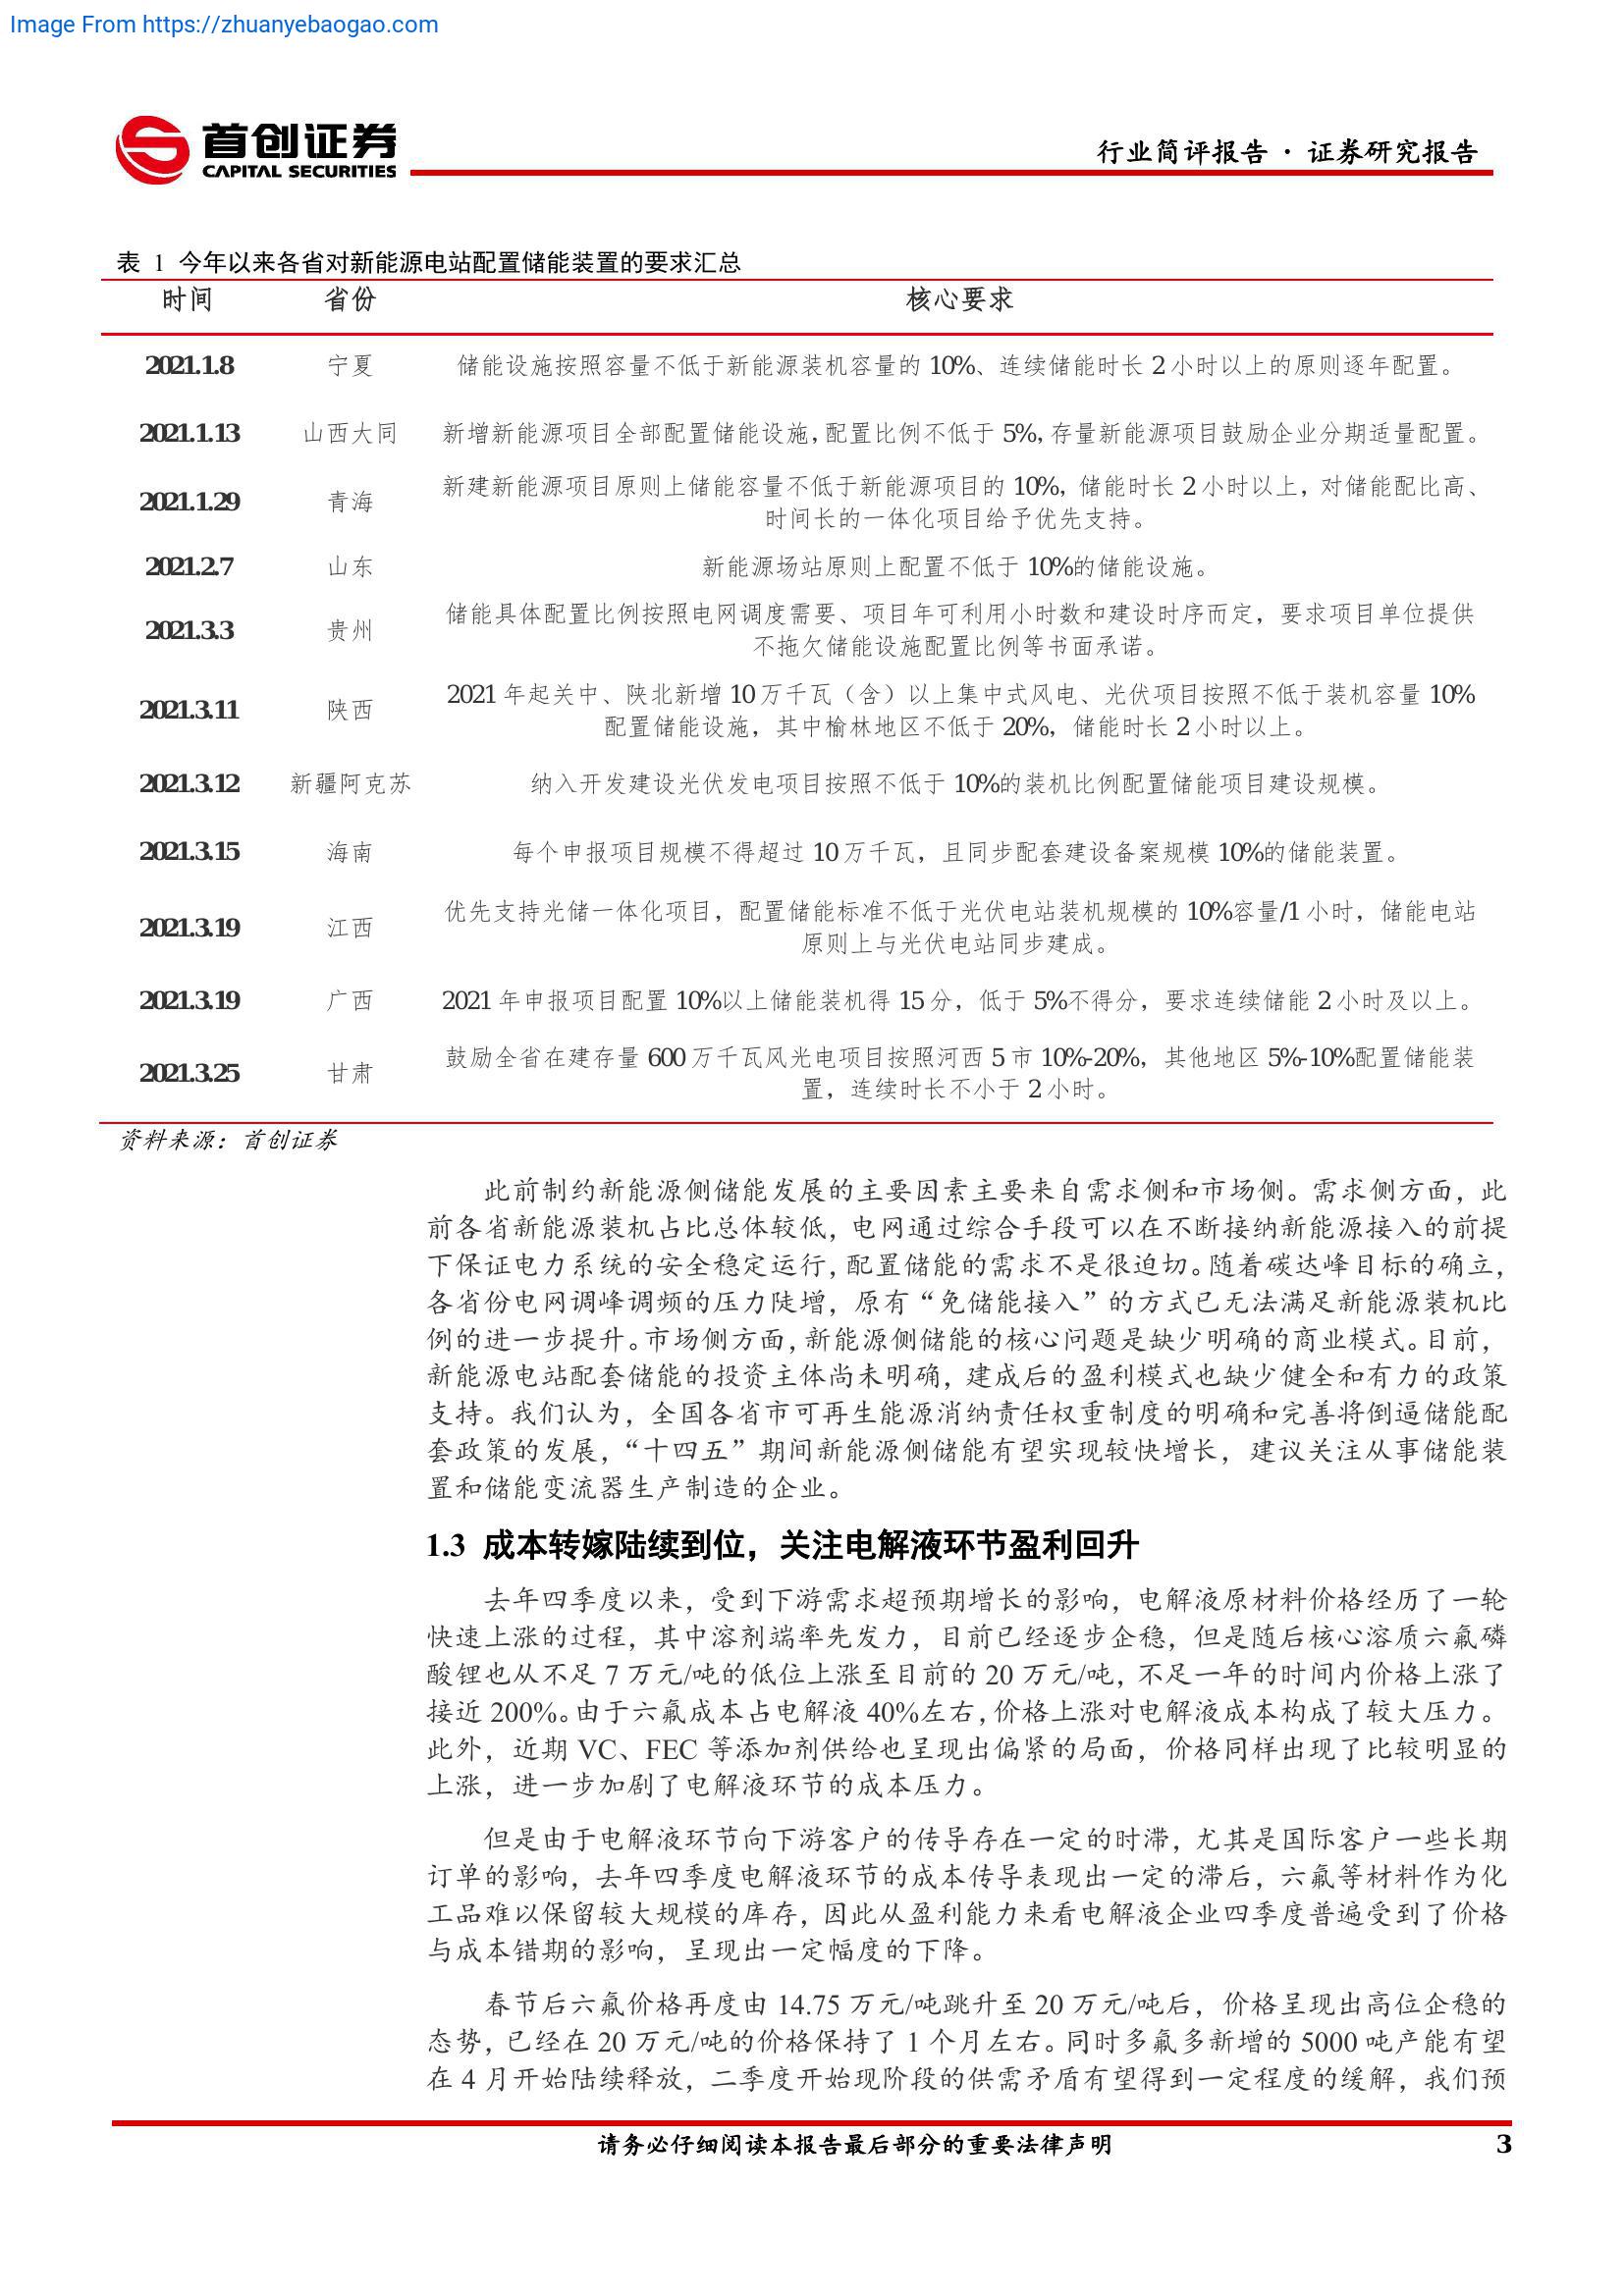 Image From https://zhuanyebaogao.com
首创证券
CAPITAL SECURITIES
行业简评报告·证券研究报告
表 1 今年以来各省对新能源电站配置储能装置的要求汇总
时间 省份 核心要求
2021.1.8 宁夏 储能设施按照容量不低于新能源装机容量的 10%、连续储能时长 2 小时以上的原则逐年配置。
2021.1.13 山西大同 新增新能源项目全部配置储能设施，配置比例不低于 5%，存量新能源项目鼓励企业分期适量配置。
2021.1.29 青海 新建新能源项目原则上储能容量不低于新能源项目的 10%，储能时长 2 小时以上，对储能配比高、
时间长的一体化项目给予优先支持。
2021.2.7 山东 新能源场站原则上配置不低于 10%的储能设施。
2021.3.3 贵州 储能具体配置比例按照电网调度需要、项目年可利用小时数和建设时序而定，要求项目单位提供
不拖欠储能设施配置比例等书面承诺。
2021.3.11 陕西 2021 年起关中、陕北新增 10 万千瓦（含）以上集中式风电、光伏项目按照不低于装机容量 10%
配置储能设施，其中榆林地区不低于 20%，储能时长 2 小时以上。
2021.3.12 新疆阿克苏 纳入开发建设光伏发电项目按照不低于 10%的装机比例配置储能项目建设规模。
2021.3.15 海南 每个申报项目规模不得超过 10 万千瓦，且同步配套建设备案规模 10%的储能装置。
2021.3.19 江西 优先支持光储一体化项目，配置储能标准不低于光伏电站装机规模的 10%容量/1 小时，储能电站
原则上与光伏电站同步建成。
2021.3.19 广西 2021 年申报项目配置 10%以上储能装机得 15 分，低于 5%不得分，要求连续储能 2 小时及以上。
2021.3.25 甘肃 鼓励全省在建存量 600 万千瓦风光电项目按照河西 5 市 10%-20%，其他地区 5%-10%配置储能装
置，连续时长不小于 2 小时。
资料来源：首创证券
此前制约新能源侧储能发展的主要因素主要来自需求侧和市场侧。需求侧方面，此
前各省新能源装机占比总体较低，电网通过综合手段可以在不断接纳新能源接入的前提
下保证电力系统的安全稳定运行，配置储能的需求不是很迫切。随着碳达峰目标的确立，
各省份电网调峰调频的压力陡增，原有“免储能接入”的方式已无法满足新能源装机比
例的进一步提升。市场侧方面，新能源侧储能的核心问题是缺少明确的商业模式。目前，
新能源电站配套储能的投资主体尚未明确，建成后的盈利模式也缺少健全和有力的政策
支持。我们认为，全国各省市可再生能源消纳责任权重制度的明确和完善将倒逼储能配
套政策的发展，“十四五”期间新能源侧储能有望实现较快增长，建议关注从事储能装
置和储能变流器生产制造的企业。
1.3 成本转嫁陆续到位，关注电解液环节盈利回升
去年四季度以来，受到下游需求超预期增长的影响，电解液原材料价格经历了一轮
快速上涨的过程，其中溶剂端率先发力，目前已经逐步企稳，但是随后核心溶质六氟磷
酸锂也从不足 7 万元/吨的低位上涨至目前的 20 万元/吨，不足一年的时间内价格上涨了
接近 200%。由于六氟成本占电解液 40%左右，价格上涨对电解液成本构成了较大压力。
此外，近期 VC、FEC 等添加剂供给也呈现出偏紧的局面，价格同样出现了比较明显的
上涨，进一步加剧了电解液环节的成本压力。
但是由于电解液环节向下游客户的传导存在一定的时滞，尤其是国际客户一些长期
订单的影响，去年四季度电解液环节的成本传导表现出一定的滞后，六氟等材料作为化
工品难以保留较大规模的库存，因此从盈利能力来看电解液企业四季度普遍受到了价格
与成本错期的影响，呈现出一定幅度的下降。
春节后六氟价格再度由 14.75 万元/吨跳升至 20 万元/吨后，价格呈现出高位企稳的
态势，已经在 20 万元/吨的价格保持了 1 个月左右。同时多氟多新增的 5000 吨产能有望
在 4 月开始陆续释放，二季度开始现阶段的供需矛盾有望得到一定程度的缓解，我们预
请务必仔细阅读本报告最后部分的重要法律声明 3